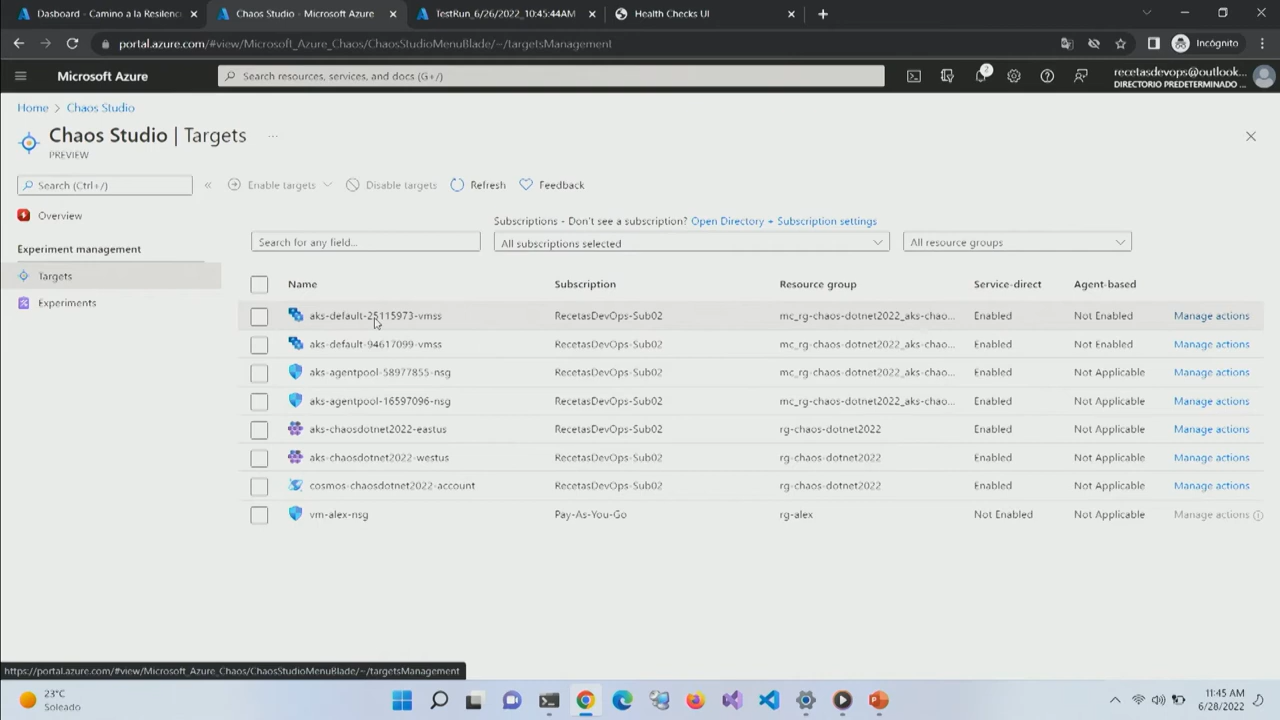 Dasboard - Camino a la Resilenc
Chaos Studio - Microsoft Azure
TestRun_6/26/2022_10:45:44AM
Health Checks UI
portal.azure.com/#view/Microsoft_Azure_Chaos/ChaosStudioMenuBlade/~/targetsManagement
Incógnito
Microsoft Azure
Search resources, services, and docs (G+/)
2
recetasdevops@outlook...
DIRECTORIO PREDETERMINADO ...
Home > Chaos Studio
Chaos Studio | Targets ...
PREVIEW
Search (Ctrl+/)
Enable targets
Disable targets
Refresh
Feedback
Overview
Experiment management
Targets
Experiments
Subscriptions - Don't see a subscription? Open Directory + Subscription settings
Search for any field...
All subscriptions selected
All resource groups
Name Subscription Resource group Service-direct Agent-based
aks-default-25115973-vmss RecetasDevOps-Sub02 mc_rg-chaos-dotnet2022_aks-chao... Enabled Not Enabled Manage actions
aks-default-94617099-vmss RecetasDevOps-Sub02 mc_rg-chaos-dotnet2022_aks-chao... Enabled Not Enabled Manage actions
aks-agentpool-58977855-nsg RecetasDevOps-Sub02 mc_rg-chaos-dotnet2022_aks-chao... Enabled Not Applicable Manage actions
aks-agentpool-16597096-nsg RecetasDevOps-Sub02 mc_rg-chaos-dotnet2022_aks-chao... Enabled Not Applicable Manage actions
aks-chaosdotnet2022-eastus RecetasDevOps-Sub02 rg-chaos-dotnet2022 Enabled Not Applicable Manage actions
aks-chaosdotnet2022-westus RecetasDevOps-Sub02 rg-chaos-dotnet2022 Enabled Not Applicable Manage actions
cosmos-chaosdotnet2022-account RecetasDevOps-Sub02 rg-chaos-dotnet2022 Enabled Not Applicable Manage actions
vm-alex-nsg Pay-As-You-Go rg-alex Not Enabled Not Applicable Manage actions
https://portal.azure.com/#view/Microsoft_Azure_Chaos/ChaosStudioMenuBlade/~/targetsManagement
23°C
Soleado
11:45 AM
6/28/2022